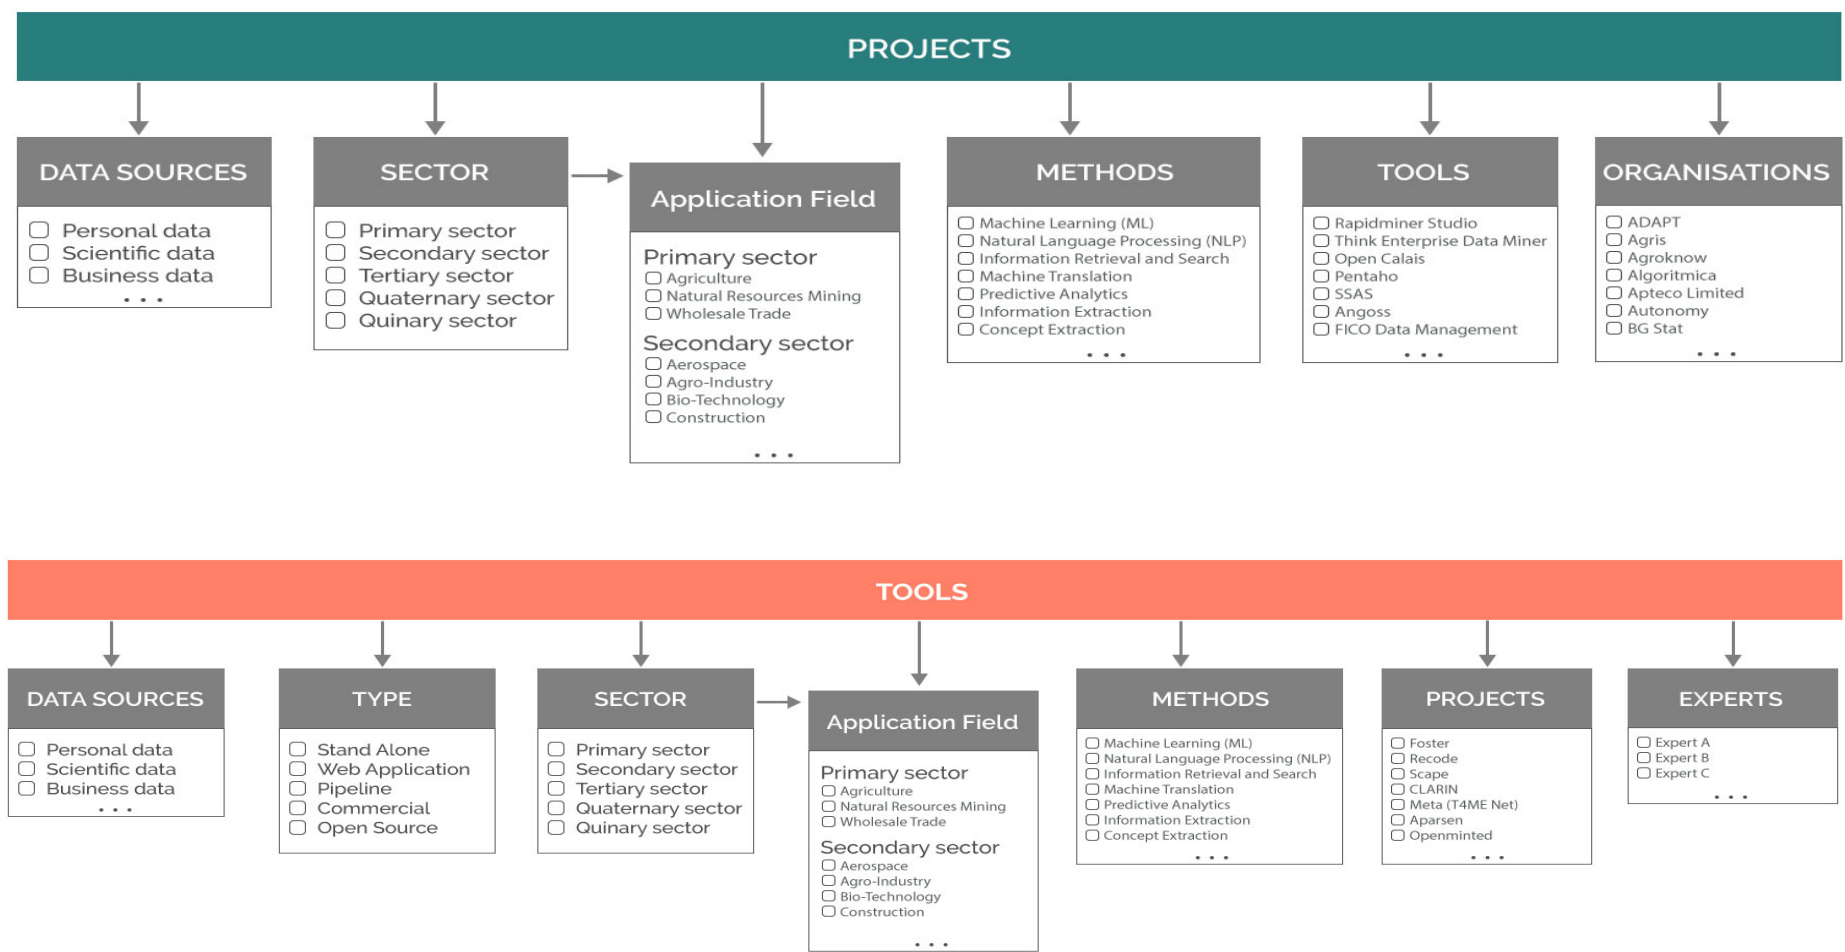 PROJECTS
DATA SOURCES
Personal data
Scientific data
Business data
...
SECTOR
Primary sector
Secondary sector
Tertiary sector
Quaternary sector
Quinary sector
Application Field
Primary sector
Agriculture
Natural Resources Mining
Wholesale Trade
Secondary sector
Aerospace
Agro-Industry
Bio-Technology
Construction
...
METHODS
Machine Learning (ML)
Natural Language Processing (NLP)
Information Retrieval and Search
Machine Translation
Predictive Analytics
Information Extraction
Concept Extraction
...
TOOLS
Rapidminer Studio
Think Enterprise Data Miner
Open Calais
Pentaho
SSAS
Angoss
FICO Data Management
...
ORGANISATIONS
ADAPT
Agris
Agroknow
Algoritmica
Apteco Limited
Autonomy
BG Stat
...
TOOLS
DATA SOURCES
Personal data
Scientific data
Business data
...
TYPE
Stand Alone
Web Application
Pipeline
Commercial
Open Source
SECTOR
Primary sector
Secondary sector
Tertiary sector
Quaternary sector
Quinary sector
Application Field
Primary sector
Agriculture
Natural Resources Mining
Wholesale Trade
Secondary sector
Aerospace
Agro-Industry
Bio-Technology
Construction
...
METHODS
Machine Learning (ML)
Natural Language Processing (NLP)
Information Retrieval and Search
Machine Translation
Predictive Analytics
Information Extraction
Concept Extraction
...
PROJECTS
Foster
Recode
Scape
CLARIN
Meta (T4ME Net)
Aparsen
Openminted
...
EXPERTS
Expert A
Expert B
Expert C
...